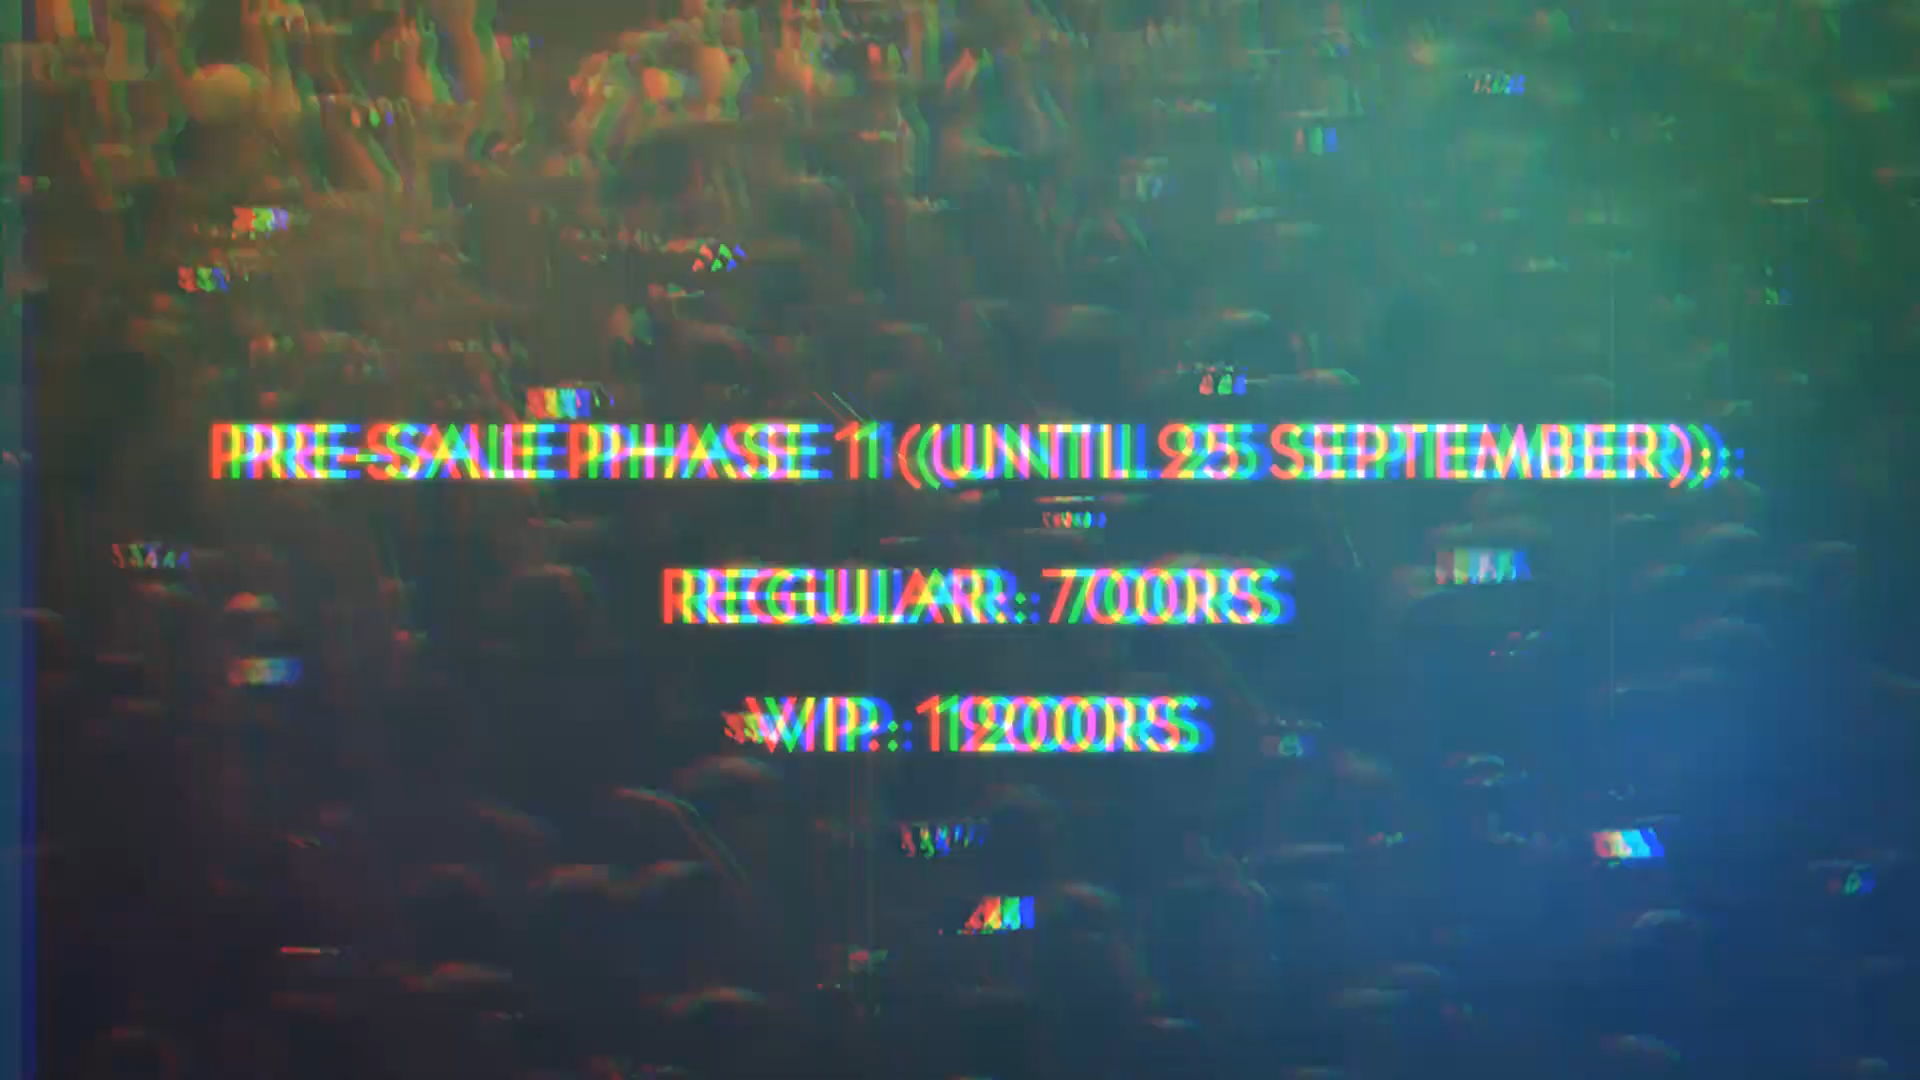 PRE-SALE PHASE 1 (UNTIL 25 SEPTEMBER):
REGULAR: 700RS
VIP: 1200RS